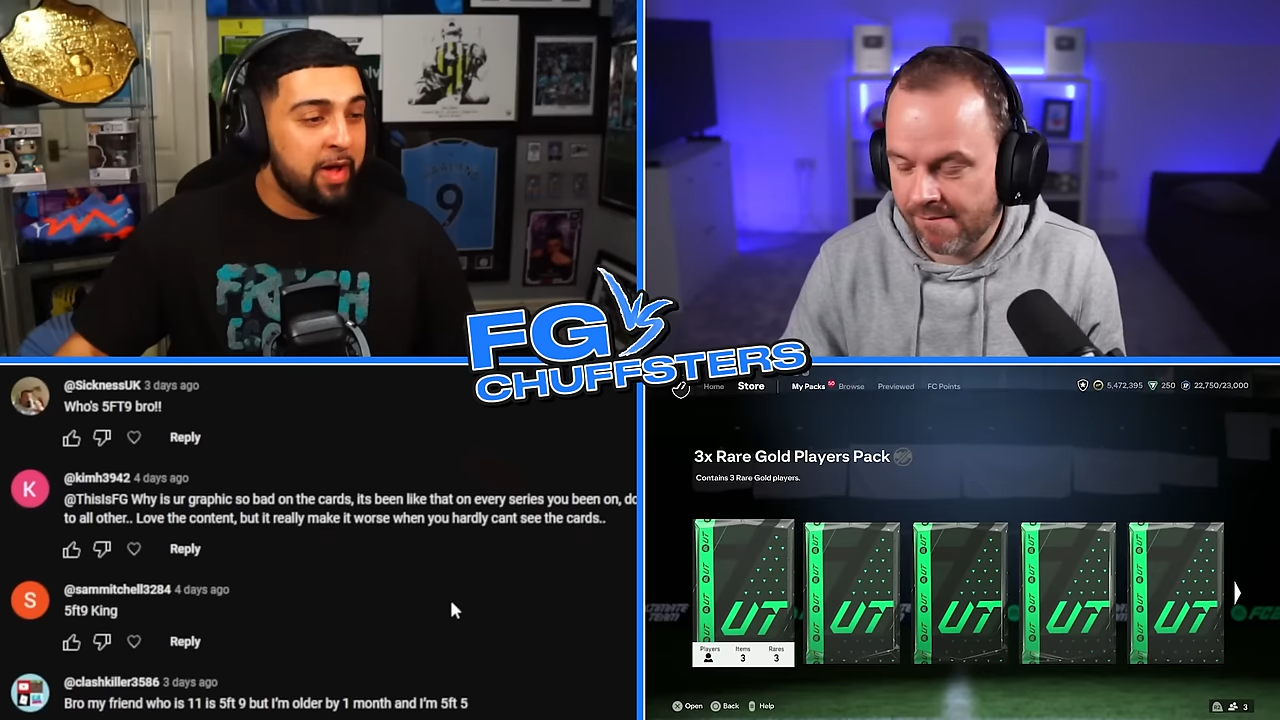 9
FG VS
CHUFFSTERS
@SicknessUK 3 days ago
Who's 5FT9 bro!!
Reply
K
@kimh3942 4 days ago
@ThisIsFG Why is ur graphic so bad on the cards, its been like that on every series you been on, do
to all other.. Love the content, but it really make it worse when you hardly cant see the cards..
Reply
S
@sammitchell3284 4 days ago
5ft9 King
Reply
@clashkiller3586 3 days ago
Bro my friend who is 11 is 5ft 9 but I'm older by 1 month and I'm 5ft 5
Home Store My Packs 50 Browse Previewed FC Points 5,472,395 250 22,750/23,000
3x Rare Gold Players Pack
Contains 3 Rare Gold players.
UT UT UT UT UT
Players Items Rares
3 3
Open Back Help 3